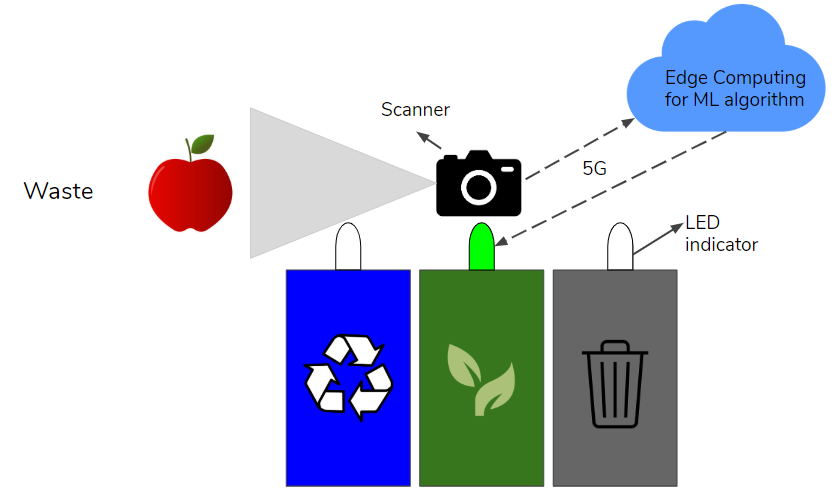 Edge Computing
for ML algorithm
Scanner
5G
Waste
LED
indicator